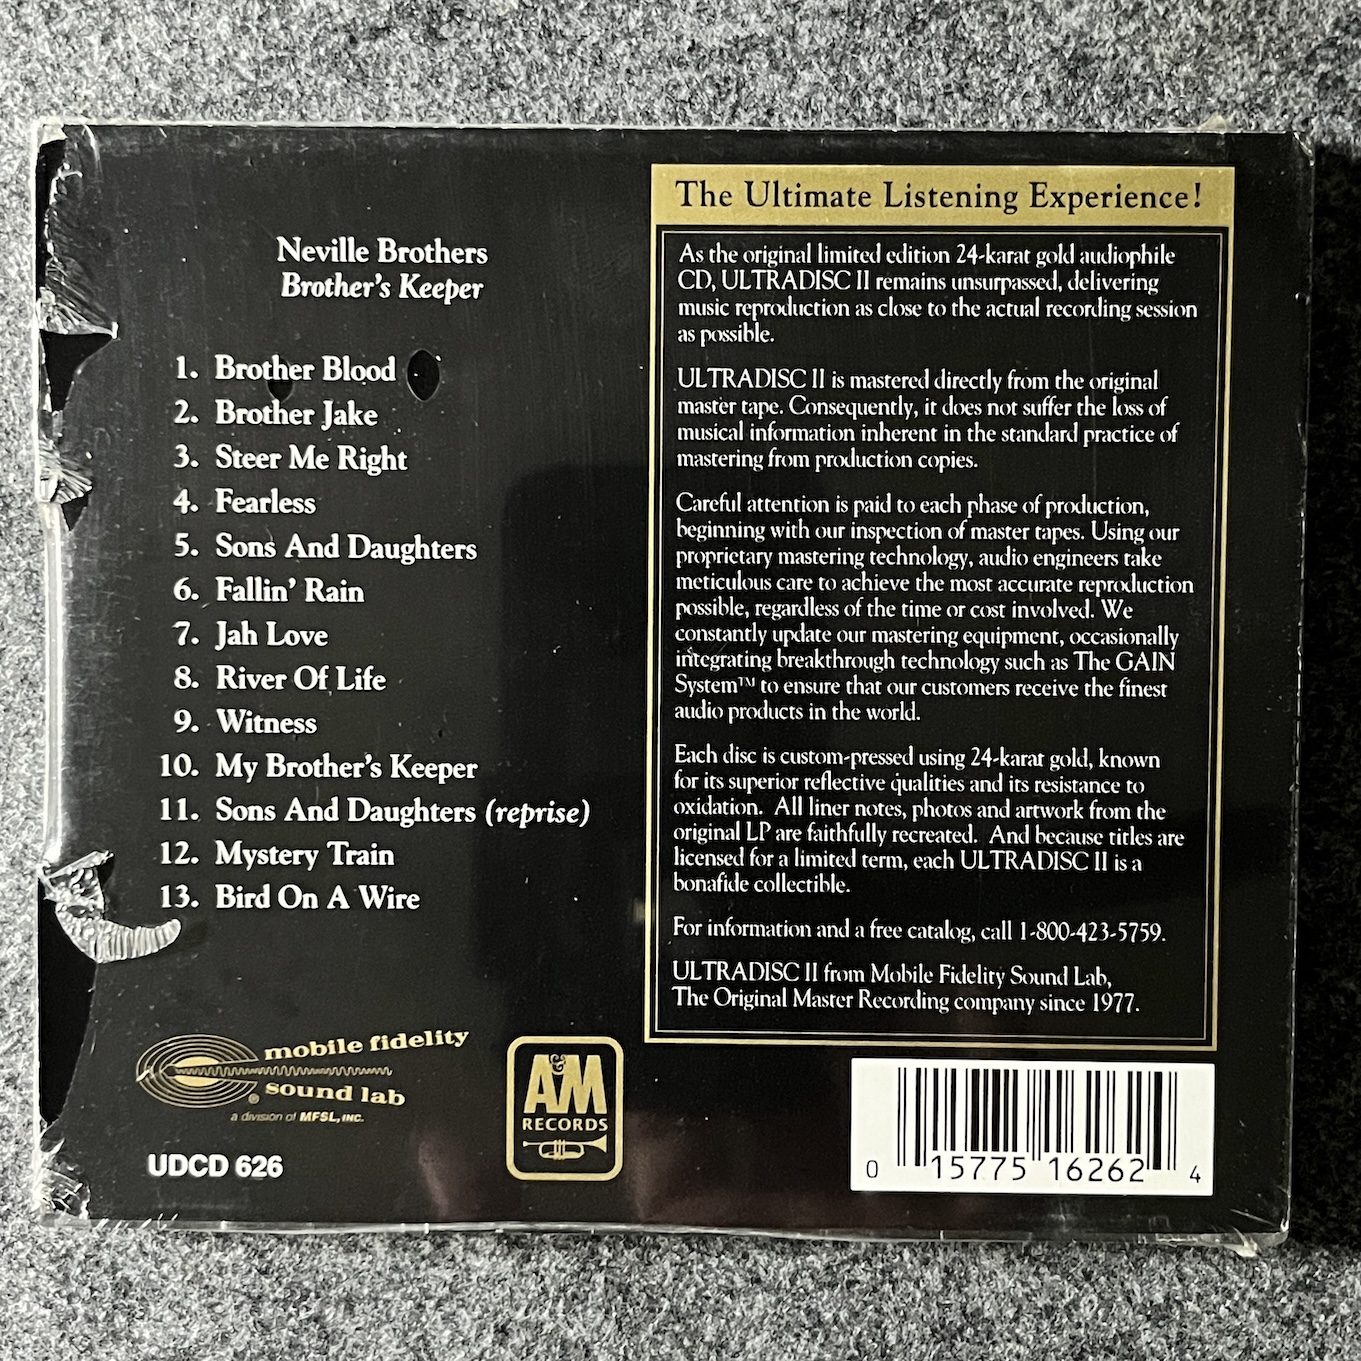 Neville Brothers
Brother's Keeper
1. Brother Blood
2. Brother Jake
3. Steer Me Right
4. Fearless
5. Sons And Daughters
6. Fallin' Rain
7. Jah Love
8. River Of Life
9. Witness
10. My Brother's Keeper
11. Sons And Daughters (reprise)
12. Mystery Train
13. Bird On A Wire
mobile fidelity
sound lab
®
a division of MFSL, INC.
UDCD 626
A&M
RECORDS
The Ultimate Listening Experience!
As the original limited edition 24-karat gold audiophile
CD, ULTRADISC II remains unsurpassed, delivering
music reproduction as close to the actual recording session
as possible.
ULTRADISC II is mastered directly from the original
master tape. Consequently, it does not suffer the loss of
musical information inherent in the standard practice of
mastering from production copies.
Careful attention is paid to each phase of production,
beginning with our inspection of master tapes. Using our
proprietary mastering technology, audio engineers take
meticulous care to achieve the most accurate reproduction
possible, regardless of the time or cost involved. We
constantly update our mastering equipment, occasionally
integrating breakthrough technology such as The GAIN
System™ to ensure that our customers receive the finest
audio products in the world.
Each disc is custom-pressed using 24-karat gold, known
for its superior reflective qualities and its resistance to
oxidation. All liner notes, photos and artwork from the
original LP are faithfully recreated. And because titles are
licensed for a limited term, each ULTRADISC II is a
bonafide collectible.
For information and a free catalog, call 1-800-423-5759.
ULTRADISC II from Mobile Fidelity Sound Lab,
The Original Master Recording company since 1977.
0 15775 16262 4